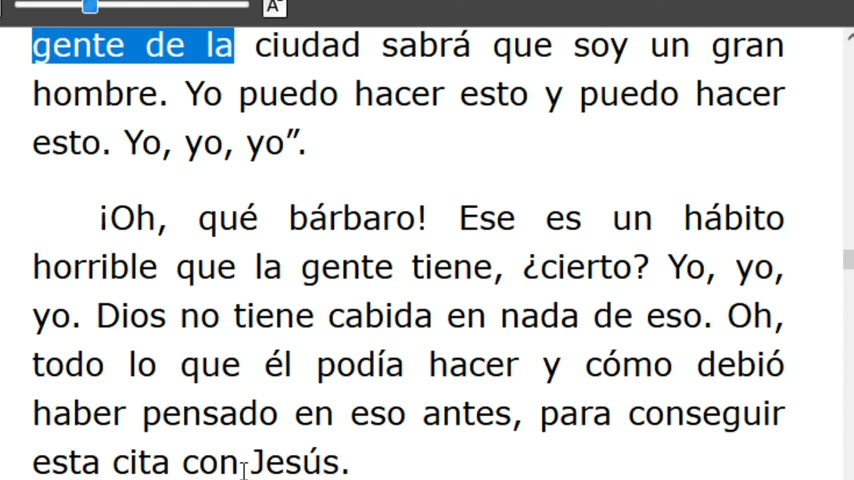 A
gente de la ciudad sabrá que soy un gran
hombre. Yo puedo hacer esto y puedo hacer
esto. Yo, yo, yo”.
¡Oh, qué bárbaro! Ese es un hábito
horrible que la gente tiene, ¿cierto? Yo, yo,
yo. Dios no tiene cabida en nada de eso. Oh,
todo lo que él podía hacer y cómo debió
haber pensado en eso antes, para conseguir
esta cita con Jesús.